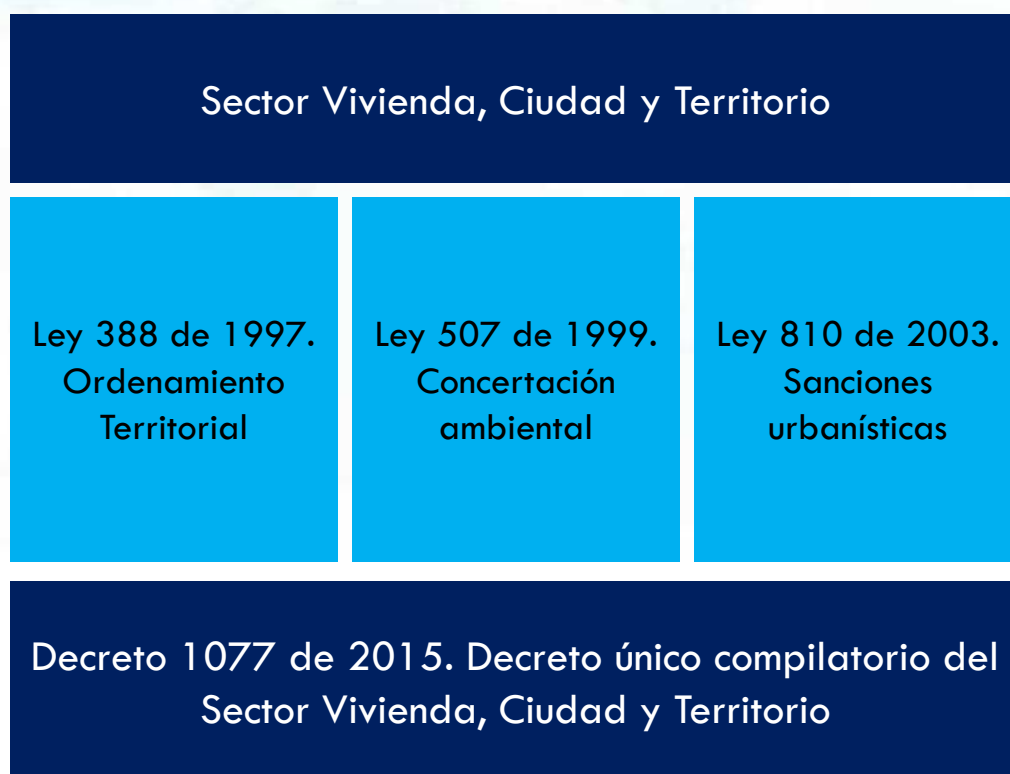 Sector Vivienda, Ciudad y Territorio
Ley 388 de 1997.
Ordenamiento
Territorial
Ley 507 de 1999.
Concertación
ambiental
Ley 810 de 2003.
Sanciones
urbanísticas
Decreto 1077 de 2015. Decreto único compilatorio del
Sector Vivienda, Ciudad y Territorio